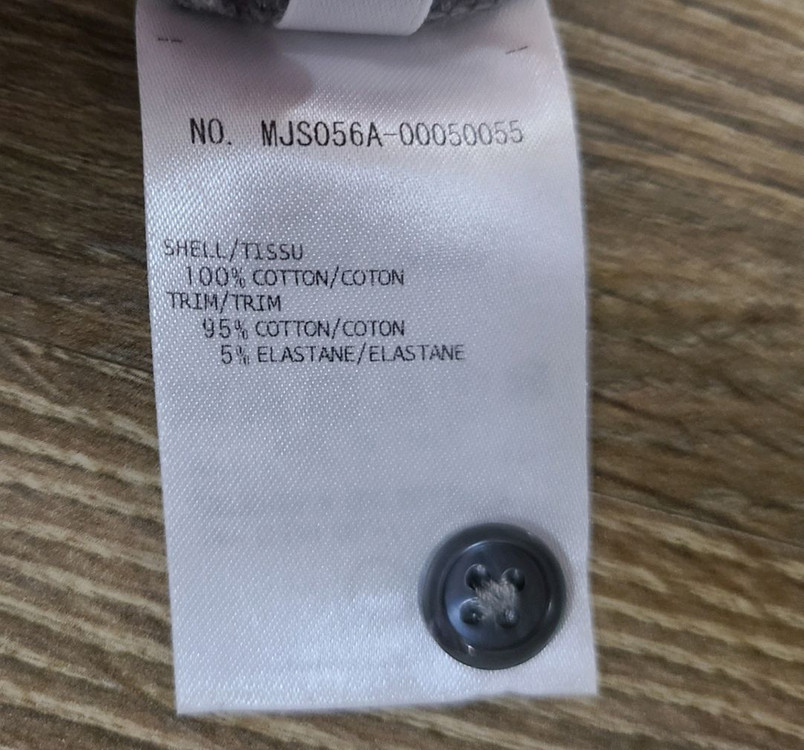 NO. MJS056A-00050055
SHELL/TISSU
100% COTTON/COTON
TRIM/TRIM
95% COTTON/COTON
5% ELASTANE/ELASTANE